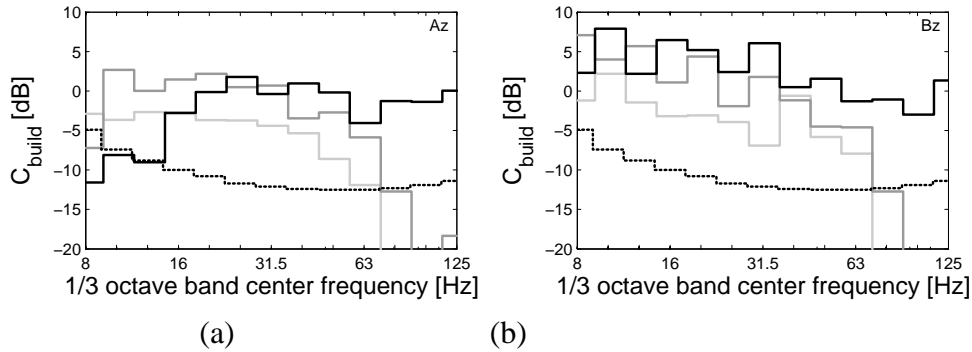 10
5
0
−5
−10
−15
−20
C_build [dB]
Az
8 16 31.5 63 125
1/3 octave band center frequency [Hz]
(a)
10
5
0
−5
−10
−15
−20
C_build [dB]
Bz
8 16 31.5 63 125
1/3 octave band center frequency [Hz]
(b)